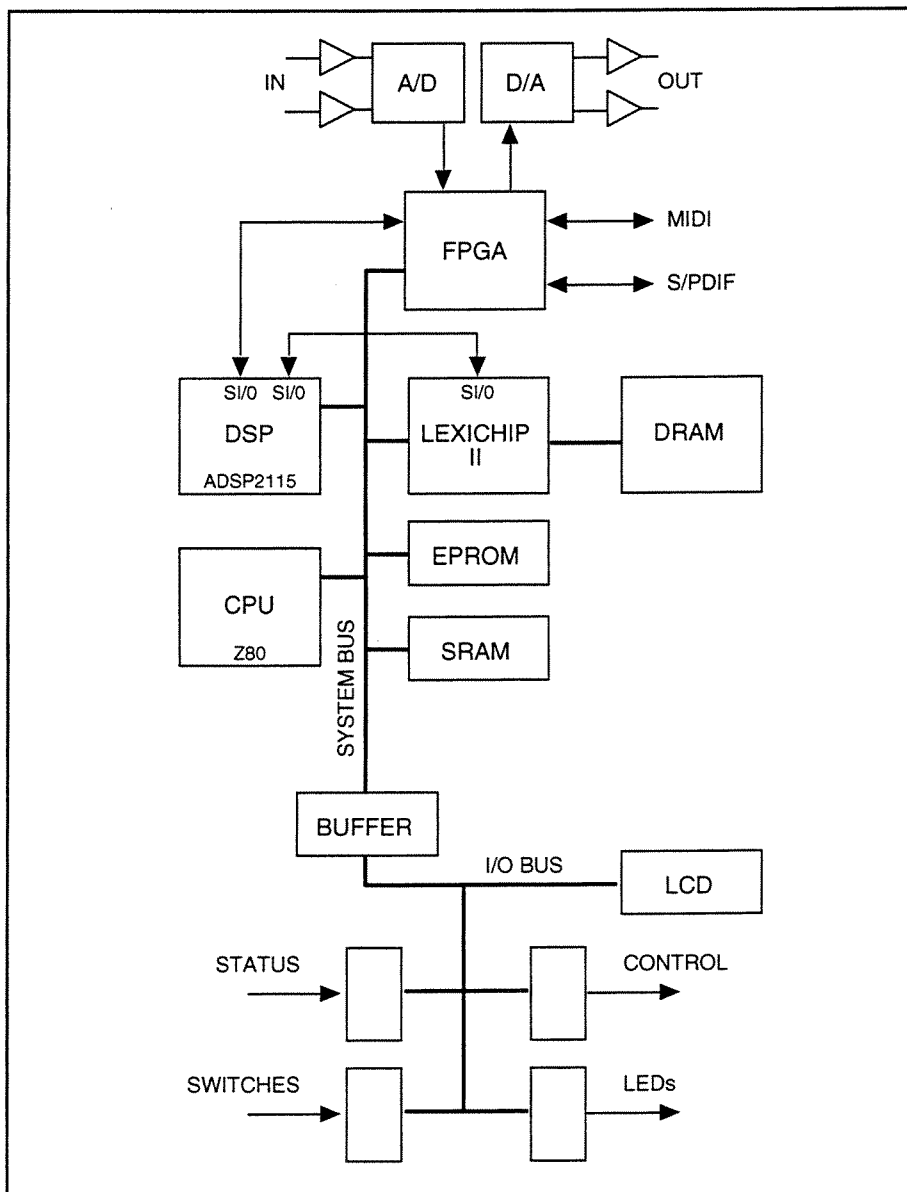 IN
A/D
D/A
OUT
FPGA
MIDI
S/PDIF
SI/0 SI/0
DSP
ADSP2115
SI/0
LEXICHIP
II
DRAM
EPROM
CPU
Z80
SRAM
SYSTEM BUS
BUFFER
I/O BUS
LCD
STATUS
CONTROL
SWITCHES
LEDs